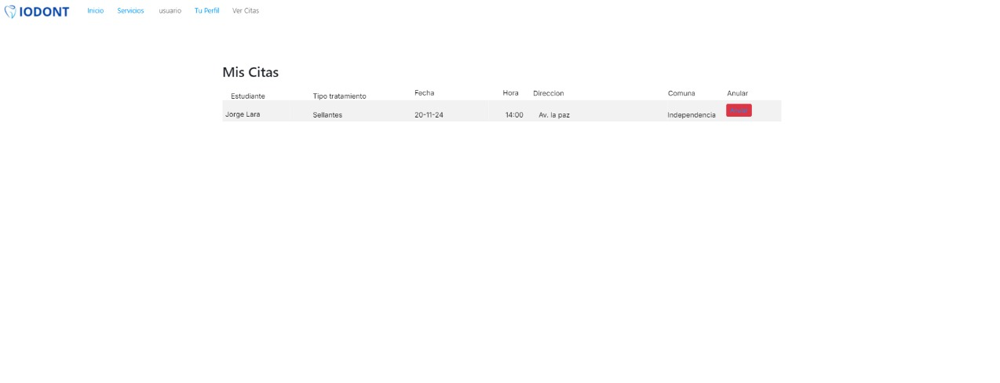 IODONT Inicio Servicios usuario Tu Perfil Ver Citas
Mis Citas
Estudiante Tipo tratamiento Fecha Hora Direccion Comuna Anular
Jorge Lara Sellantes 20-11-24 14:00 Av. la paz Independencia